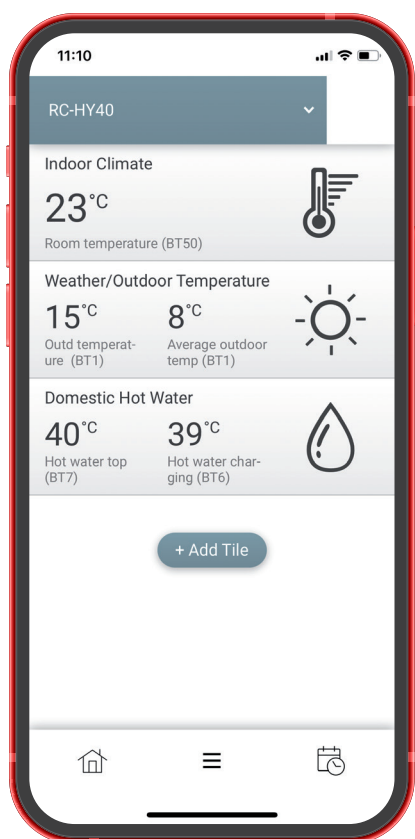 11:10
RC-HY40
Indoor Climate
23°C
Room temperature (BT50)
Weather/Outdoor Temperature
15°C 8°C
Outd temperat- Average outdoor
ure (BT1) temp (BT1)
Domestic Hot Water
40°C 39°C
Hot water top Hot water char-
(BT7) ging (BT6)
+ Add Tile